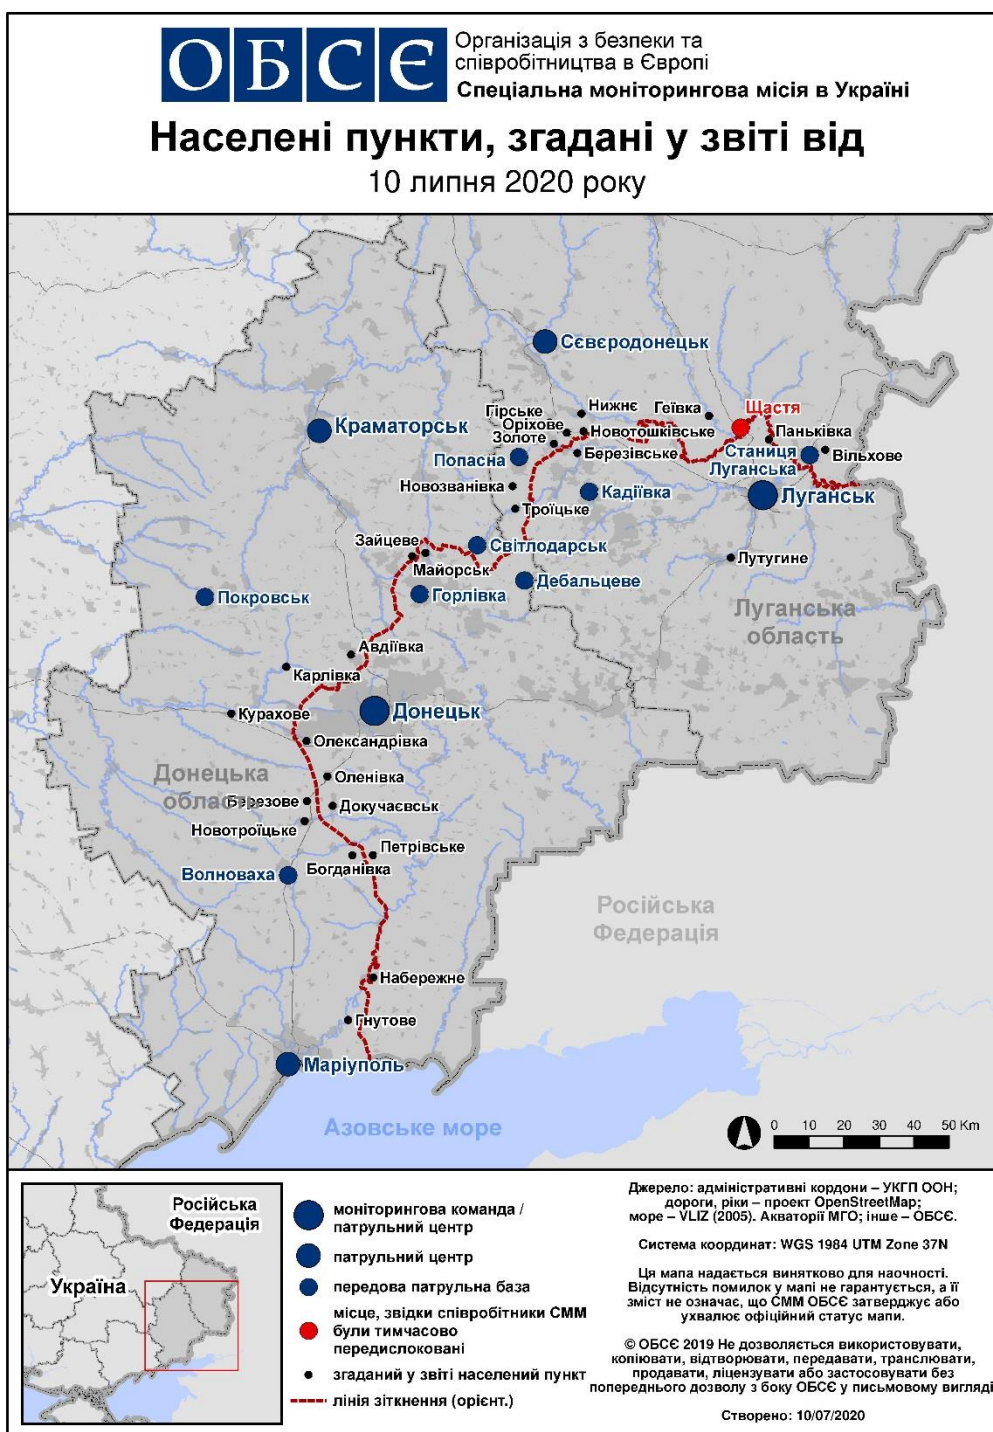 ОБСЄ
Організація з безпеки та
співробітництва в Європі
Спеціальна моніторингова місія в Україні
Населені пункти, згадані у звіті від
10 липня 2020 року
Сєвєродонецьк
Нижнє
Геївка
Щастя
Гірське
Оріхове
Золоте
Новотошківське
Паньківка
Краматорськ
Березівське
Станиця
Луганська
Вільхове
Попасна
Новозванівка
Кадіївка
Луганськ
Троїцьке
Зайцеве
Світлодарськ
Майорськ
Лутугине
Дебальцеве
Горлівка
Покровськ
Луганська
область
Авдіївка
Карлівка
Курахове
Донецьк
Олександрівка
Донецька
область
Оленівка
Березове
Докучаєвськ
Новотроїцьке
Петрівське
Богданівка
Волноваха
Російська
Федерація
Набережне
Гнутове
Маріуполь
Азовське море
0 10 20 30 40 50 Km
Російська
Федерація
Україна
моніторингова команда /
патрульний центр
патрульний центр
передова патрульна база
місце, звідки співробітники СММ
були тимчасово
передислоковані
згаданий у звіті населений пункт
лінія зіткнення (орієнт.)
Джерело: адміністративні кордони – УКГП ООН;
дороги, ріки – проект OpenStreetMap;
море – VLIZ (2005). Акваторії МГО; інше – ОБСЄ.
Система координат: WGS 1984 UTM Zone 37N
Ця мапа надається винятково для наочності.
Відсутність помилок у мапі не гарантується, а її
зміст не означає, що СММ ОБСЄ затверджує або
ухвалює офіційний статус мапи.
© ОБСЄ 2019 Не дозволяється використовувати,
копіювати, відтворювати, передавати, транслювати,
продавати, ліцензувати або застосовувати без
попереднього дозволу з боку ОБСЄ у письмовому вигляді
Створено: 10/07/2020